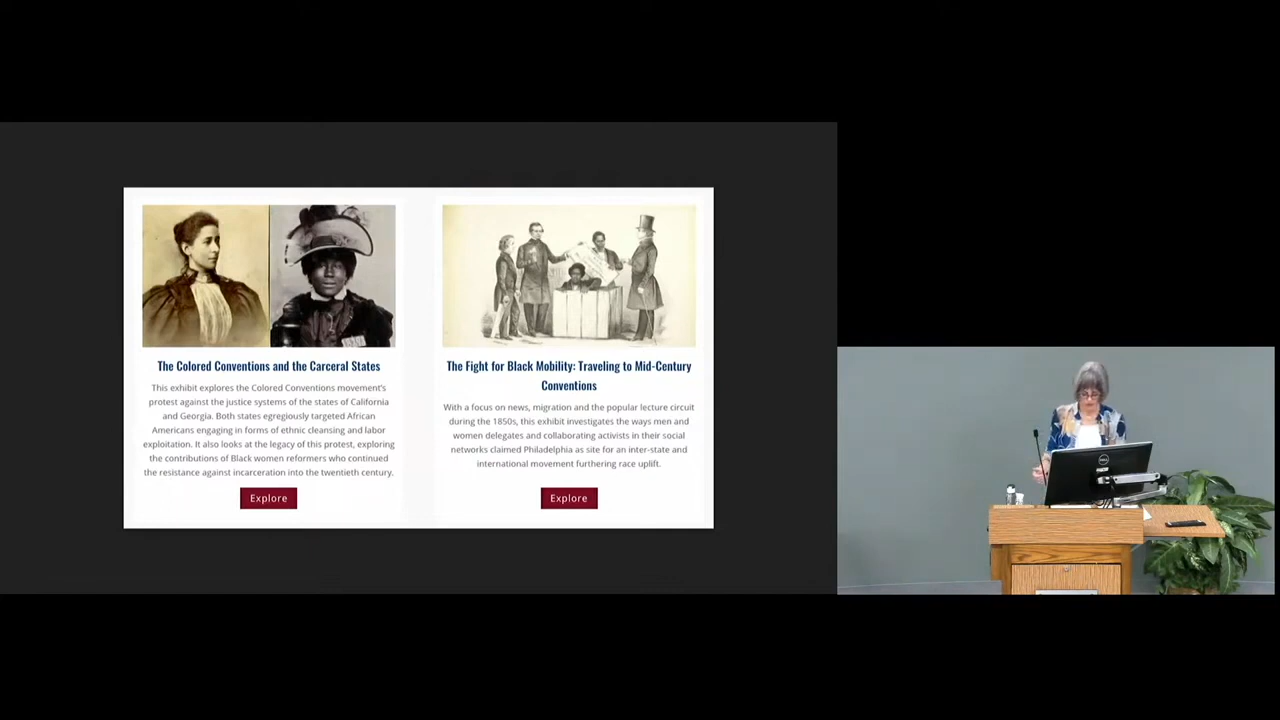 The Colored Conventions and the Carceral States
This exhibit explores the Colored Conventions movement's
protest against the justice systems of the states of California
and Georgia. Both states egregiously targeted African
Americans engaging in forms of ethnic cleansing and labor
exploitation. It also looks at the legacy of this protest, exploring
the contributions of Black women reformers who continued
the resistance against incarceration into the twentieth century.
Explore
The Fight for Black Mobility: Traveling to Mid-Century
Conventions
With a focus on news, migration and the popular lecture circuit
during the 1850s, this exhibit investigates the ways men and
women delegates and collaborating activists in their social
networks claimed Philadelphia as site for an inter-state and
international movement furthering race uplift.
Explore
DELL